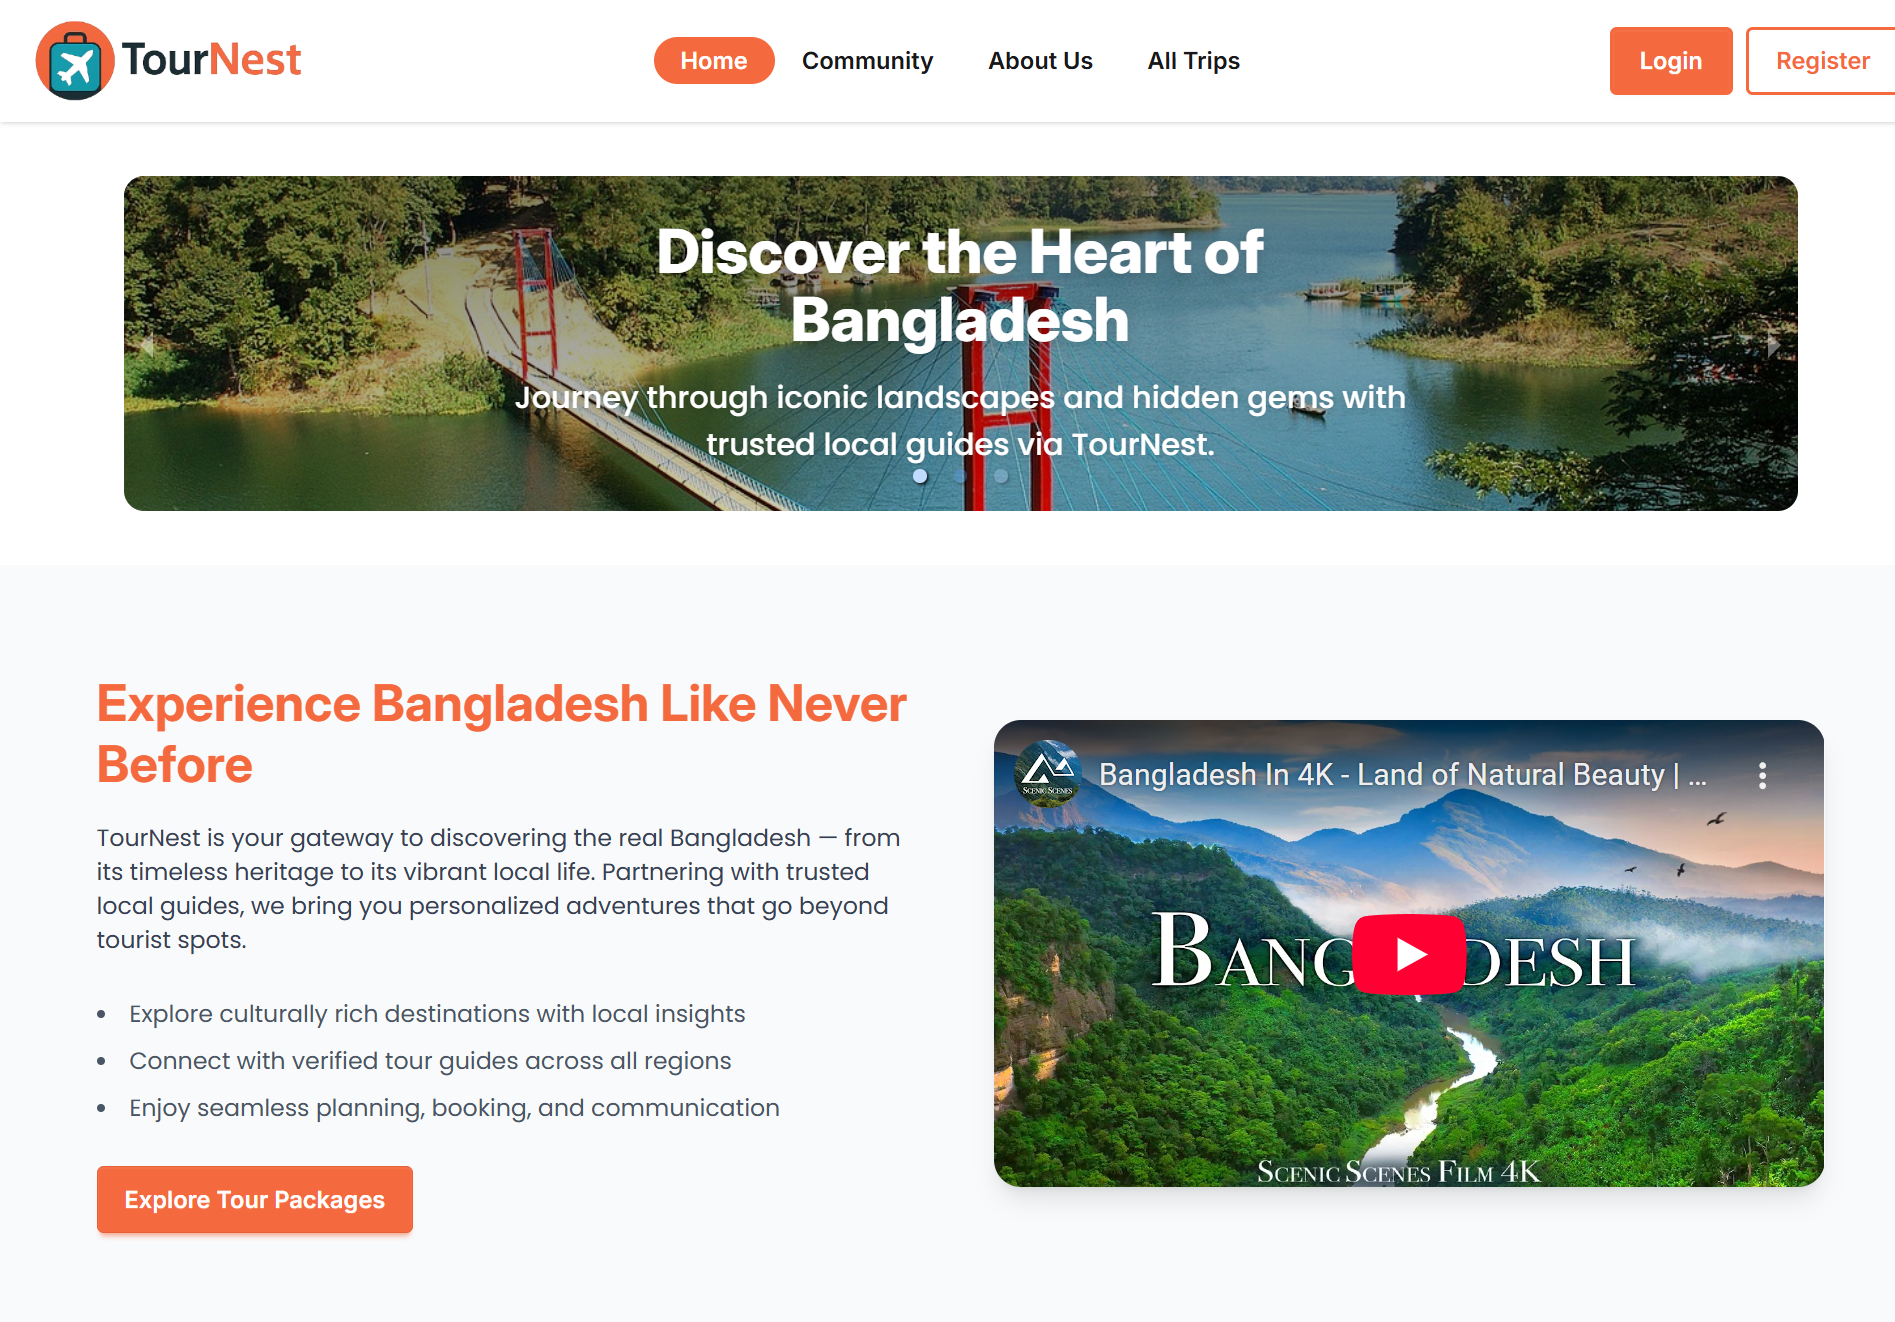 TourNest
Home
Community
About Us
All Trips
Login
Register
Discover the Heart of
Bangladesh
Journey through iconic landscapes and hidden gems with
trusted local guides via TourNest.
Experience Bangladesh Like Never
Before
TourNest is your gateway to discovering the real Bangladesh — from
its timeless heritage to its vibrant local life. Partnering with trusted
local guides, we bring you personalized adventures that go beyond
tourist spots.
Explore culturally rich destinations with local insights
Connect with verified tour guides across all regions
Enjoy seamless planning, booking, and communication
Explore Tour Packages
SCENIC SCENES
Bangladesh In 4K - Land of Natural Beauty | ...
SCENIC SCENES FILM 4K